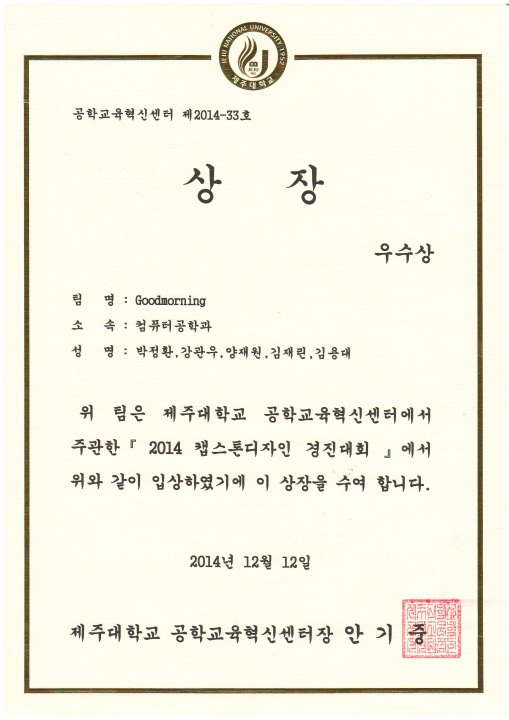 JEJU NATIONAL UNIVERSITY 1952
제주대학교
공학교육혁신센터 제2014-33호
상 장
우수상
팀 명 : Goodmorning
소 속 : 컴퓨터공학과
성 명 : 박정환,강관우,양재원,김재린,김용대
위 팀은 제주대학교 공학교육혁신센터에서
주관한『 2014 캡스톤디자인 경진대회 』에서
위와 같이 입상하였기에 이 상장을 수여 합니다.
2014년 12월 12일
제주대학교 공학교육혁신센터장 안 기 중